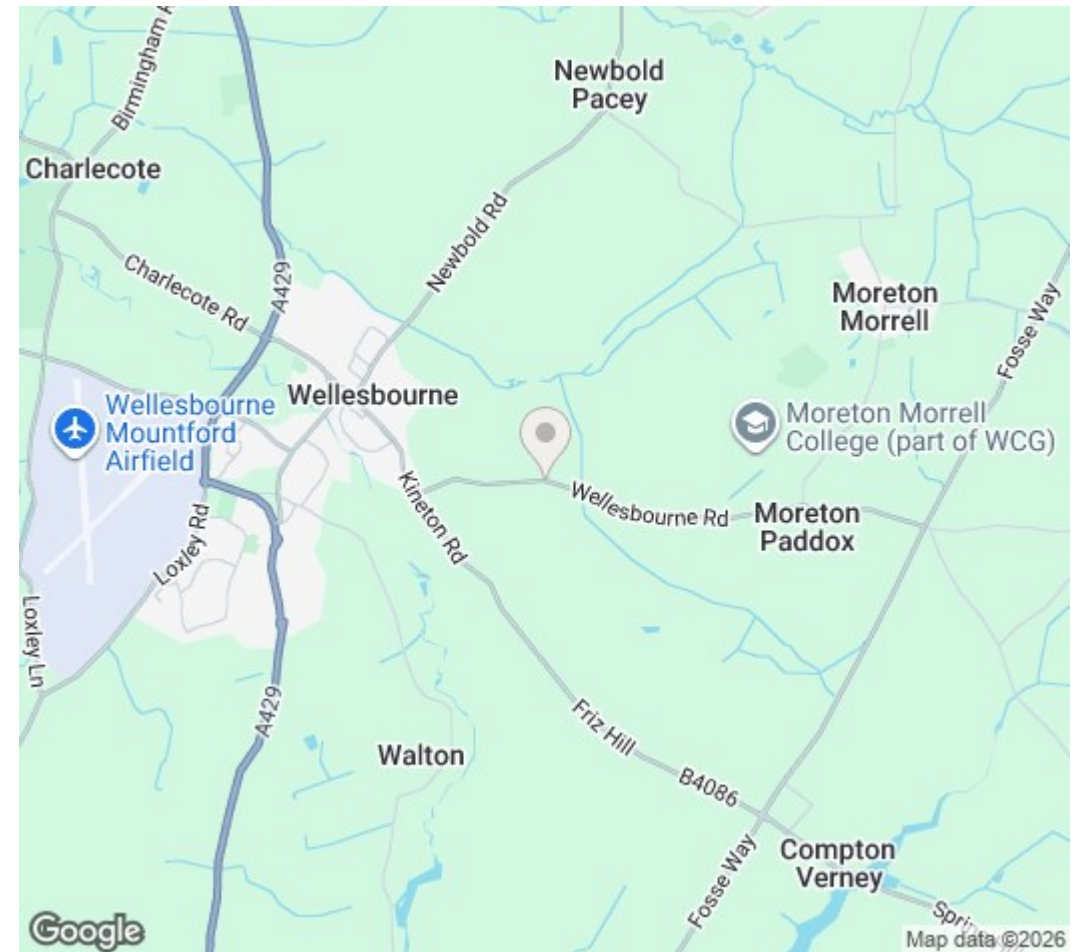 Birmingham R
Newbold
Pacey
Charlecote
Newbold Rd
Charlecote Rd
A429
Moreton
Morrell
Fosse Way
Wellesbourne
Wellesbourne
Mountford
Airfield
Moreton Morrell
College (part of WCG)
Kineton Rd
Wellesbourne Rd
Moreton
Paddox
Loxley Rd
Loxley Ln
A429
Walton
Friz Hill
B4086
Compton
Verney
Fosse Way
Google
Map data ©2026